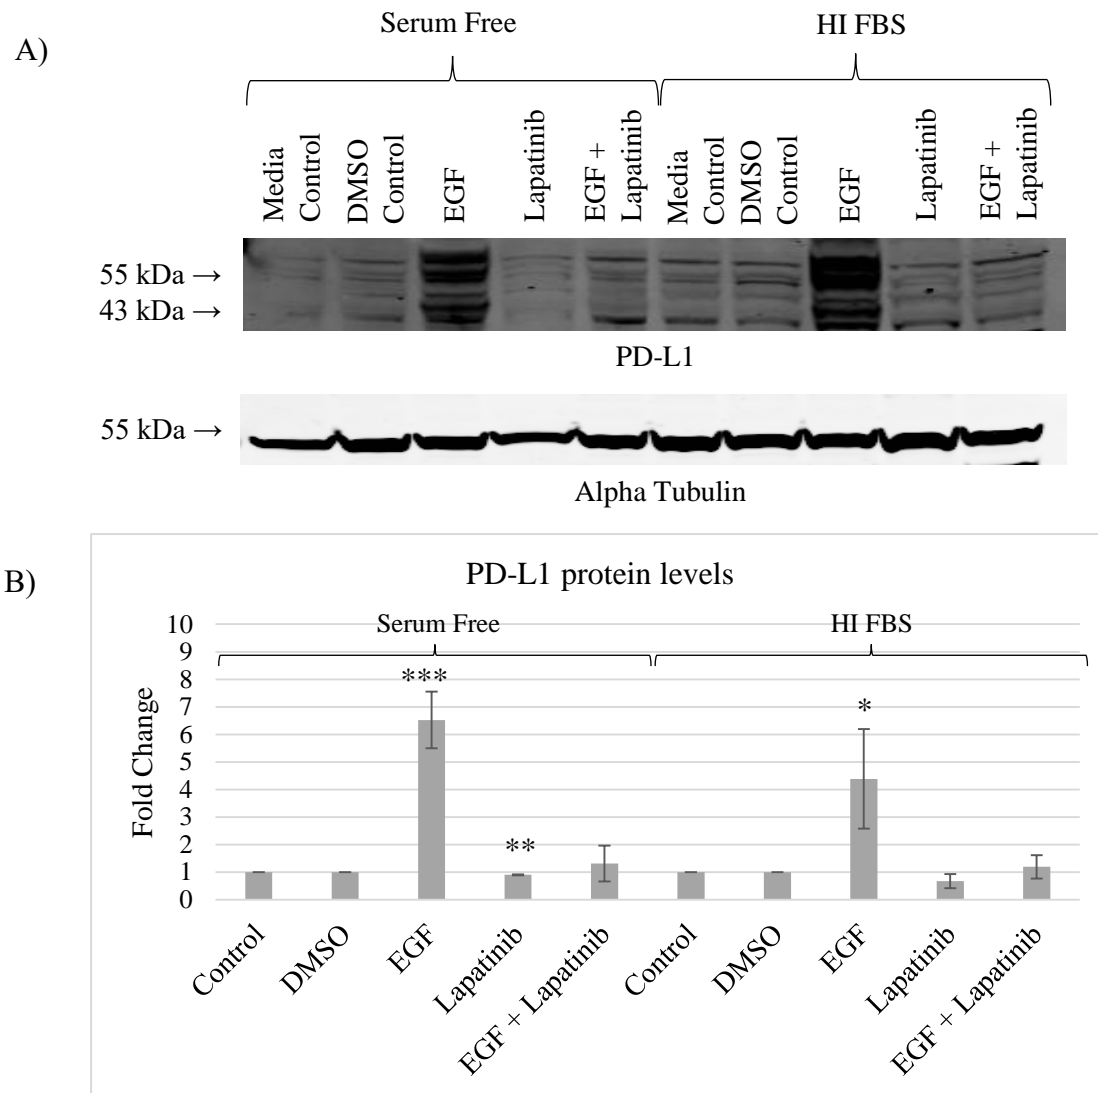 A)
Serum Free
HI FBS
Media
Control
DMSO
Control
EGF
Lapatinib
EGF +
Lapatinib
Media
Control
DMSO
Control
EGF
Lapatinib
EGF +
Lapatinib
55 kDa →
43 kDa →
PD-L1
55 kDa →
Alpha Tubulin
B)
PD-L1 protein levels
Serum Free
HI FBS
Fold Change
10
9
8
7
6
5
4
3
2
1
0
***
**
*
Control
DMSO
EGF
Lapatinib
EGF + Lapatinib
Control
DMSO
EGF
Lapatinib
EGF + Lapatinib